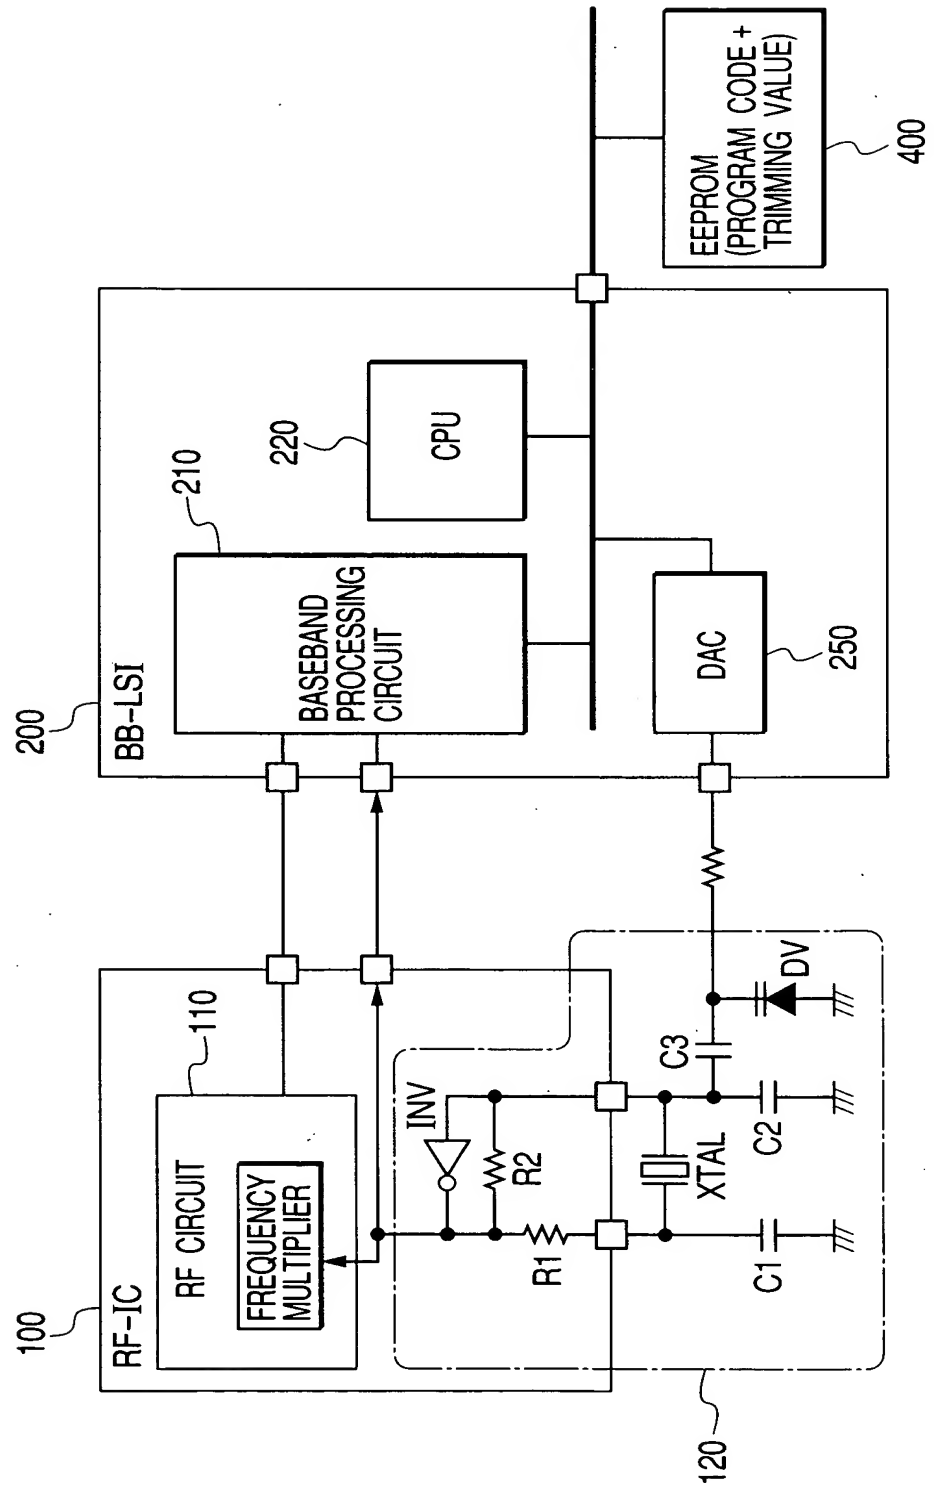 100
RF-IC
RF CIRCUIT
110
FREQUENCY
MULTIPLIER
INV
R2
R1
XTAL
C1
C2
C3
DV
120
200
BB-LSI
210
BASEBAND
PROCESSING
CIRCUIT
220
CPU
DAC
250
EEPROM
(PROGRAM CODE +
TRIMMING VALUE)
400